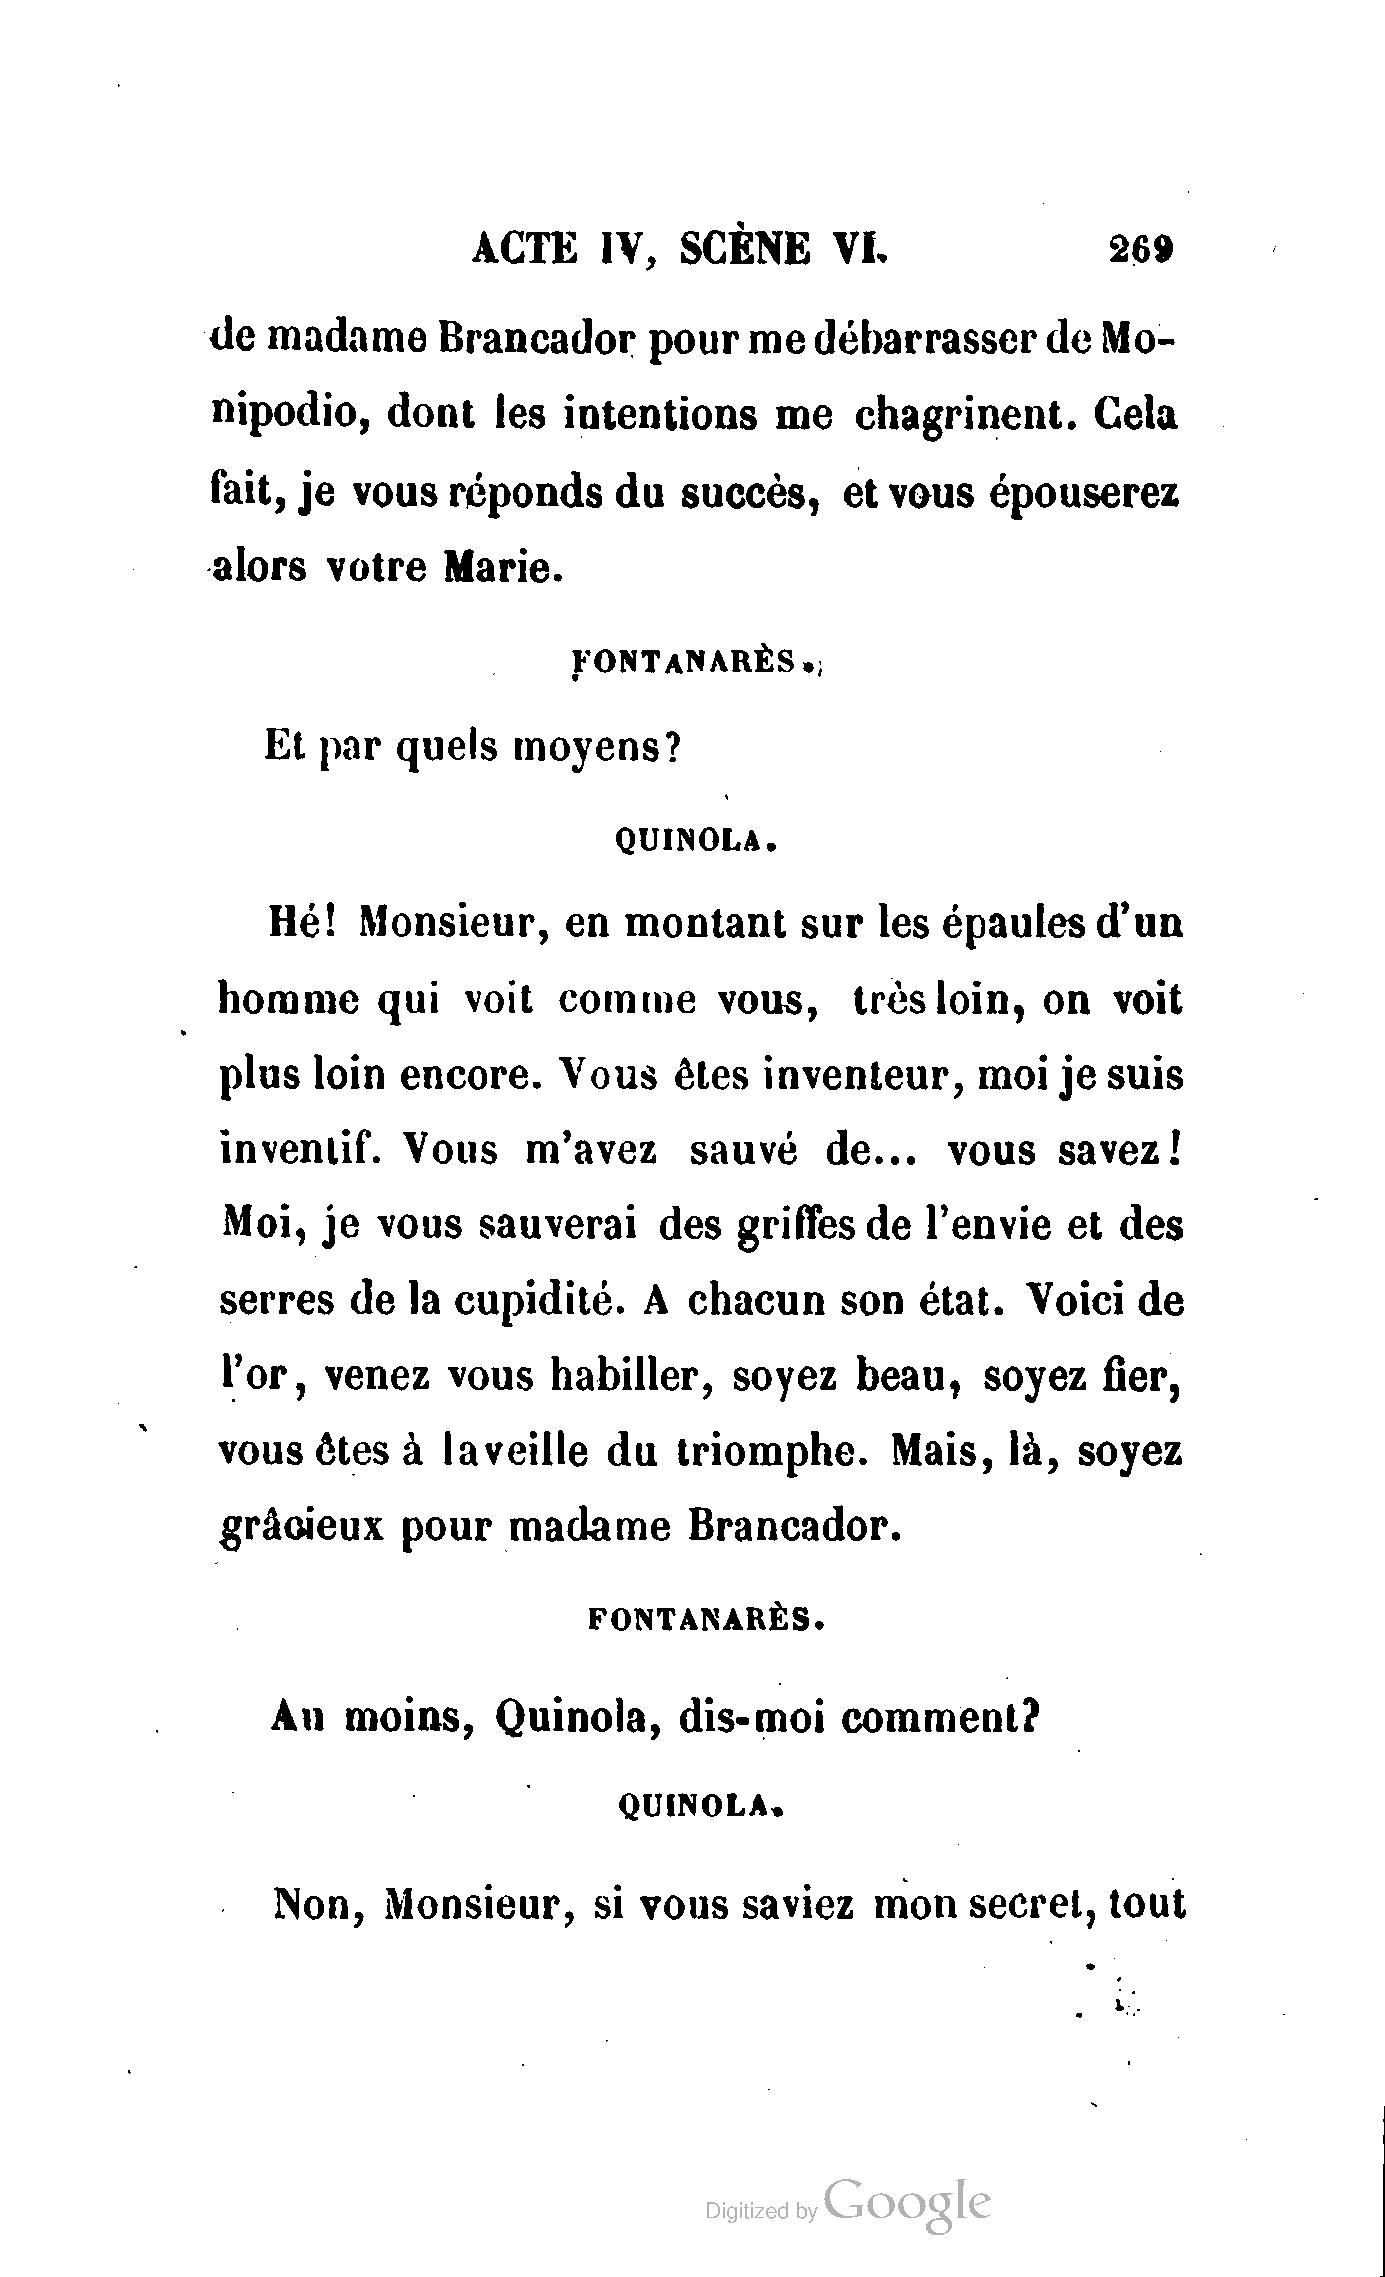 ACTE IV, SCÈNE VI. 269
de madame Brancador pour me débarrasser de Mo-
nipodio, dont les intentions me chagrinent. Cela
fait, je vous réponds du succès, et vous épouserez
alors votre Marie.
FONTANARÈS.
Et par quels moyens?
QUINOLA.
Hé! Monsieur, en montant sur les épaules d'un
homme qui voit comme vous, très loin, on voit
plus loin encore. Vous êtes inventeur, moi je suis
inventif. Vous m'avez sauvé de... vous savez!
Moi, je vous sauverai des griffes de l'envie et des
serres de la cupidité. A chacun son état. Voici de
l'or, venez vous habiller, soyez beau, soyez fier,
vous êtes à la veille du triomphe. Mais, là, soyez
grâcieux pour madame Brancador.
FONTANARÈS.
Au moins, Quinola, dis-moi comment?
QUINOLA.
Non, Monsieur, si vous saviez mon secret, tout
Digitized by Google